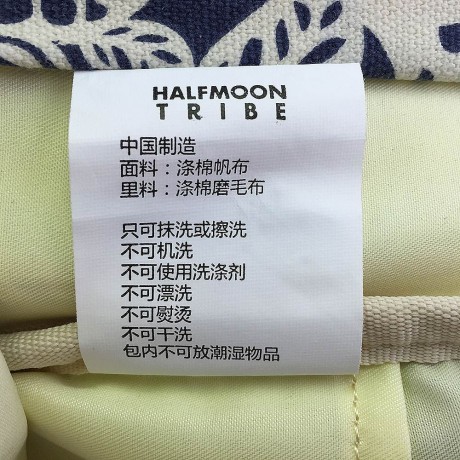 HALFMOON
TRIBE
中国制造
面料：涤棉帆布
里料：涤棉磨毛布
只可抹洗或擦洗
不可机洗
不可使用洗涤剂
不可漂洗
不可熨烫
不可干洗
包内不可放潮湿物品